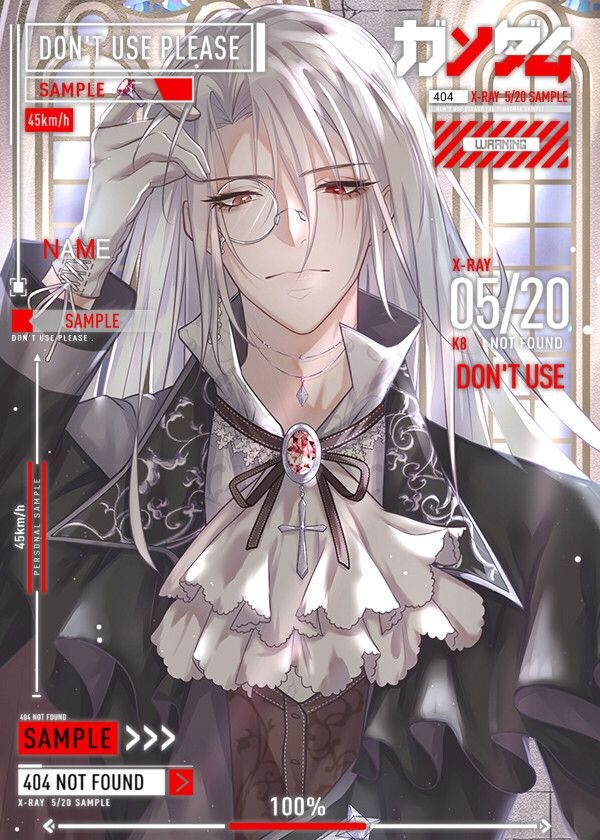 DON'T USE PLEASE
SAMPLE
45km/h
ガンダム
404 X-RAY 5/20 SAMPLE
WARNING
NAME
SAMPLE
DON'T USE PLEASE .
X-RAY
05/20
K8 NOT FOUND
DON'T USE
45km/h
PERSONAL SAMPLE
404 NOT FOUND
SAMPLE
404 NOT FOUND
X-RAY 5/20 SAMPLE
100%